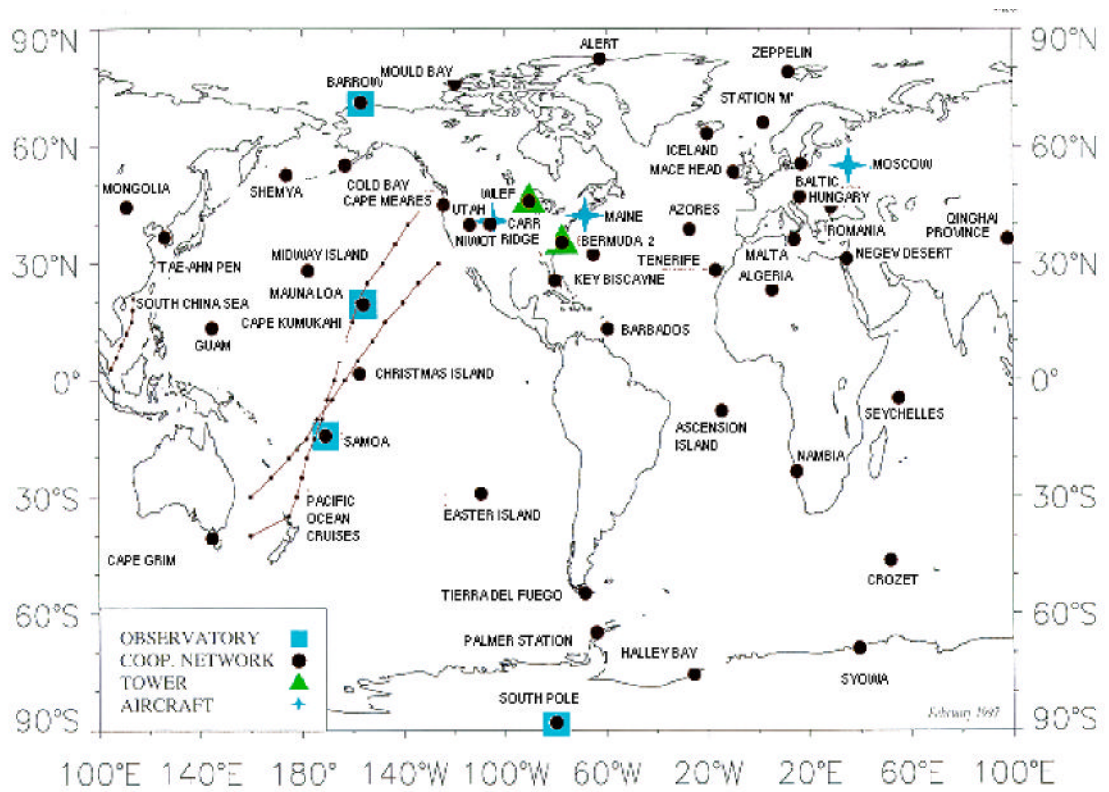 90°N
90°N
ALERT
ZEPPELIN
MOULD BAY
BARROW
STATION 'M'
60°N
60°N
ICELAND
MACE HEAD
MOSCOW
MONGOLIA
SHEMYA
COLD BAY
CAPE MEARES
WLEF
BALTIC
HUNGARY
UTAH
CARR
MAINE
AZORES
ROMANIA
QINGHAI
PROVINCE
NIWOT RIDGE
BERMUDA 2
TAE-AHN PEN
MIDWAY ISLAND
TENERIFE
MALTA
NEGEV DESERT
30°N
30°N
MAUNA LOA
KEY BISCAYNE
ALGERIA
SOUTH CHINA SEA
CAPE KUMUKAHI
GUAM
BARBADOS
0°
0°
CHRISTMAS ISLAND
SEYCHELLES
ASCENSION
ISLAND
SAMOA
NAMBIA
30°S
30°S
PACIFIC
OCEAN
CRUISES
EASTER ISLAND
CAPE GRIM
CROZET
TIERRA DEL FUEGO
60°S
60°S
OBSERVATORY
COOP. NETWORK
TOWER
AIRCRAFT
PALMER STATION
HALLEY BAY
SYOWA
SOUTH POLE
90°S
90°S
100°E 140°E 180° 140°W 100°W 60°W 20°W 20°E 60°E 100°E